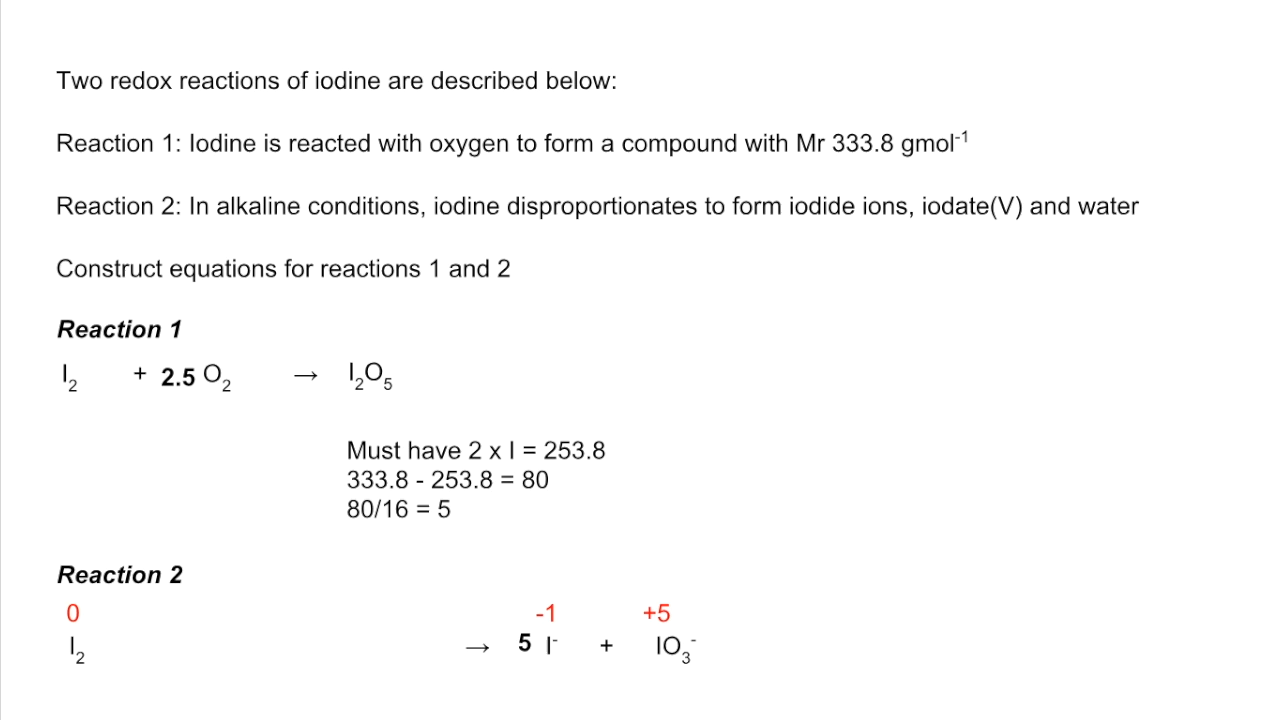 Two redox reactions of iodine are described below:
Reaction 1: Iodine is reacted with oxygen to form a compound with Mr 333.8 gmol⁻¹
Reaction 2: In alkaline conditions, iodine disproportionates to form iodide ions, iodate(V) and water
Construct equations for reactions 1 and 2
Reaction 1
I₂ + 2.5 O₂ → I₂O₅
Must have 2 x I = 253.8
333.8 - 253.8 = 80
80/16 = 5
Reaction 2
0 -1 +5
I₂ → 5 I⁻ + IO₃⁻